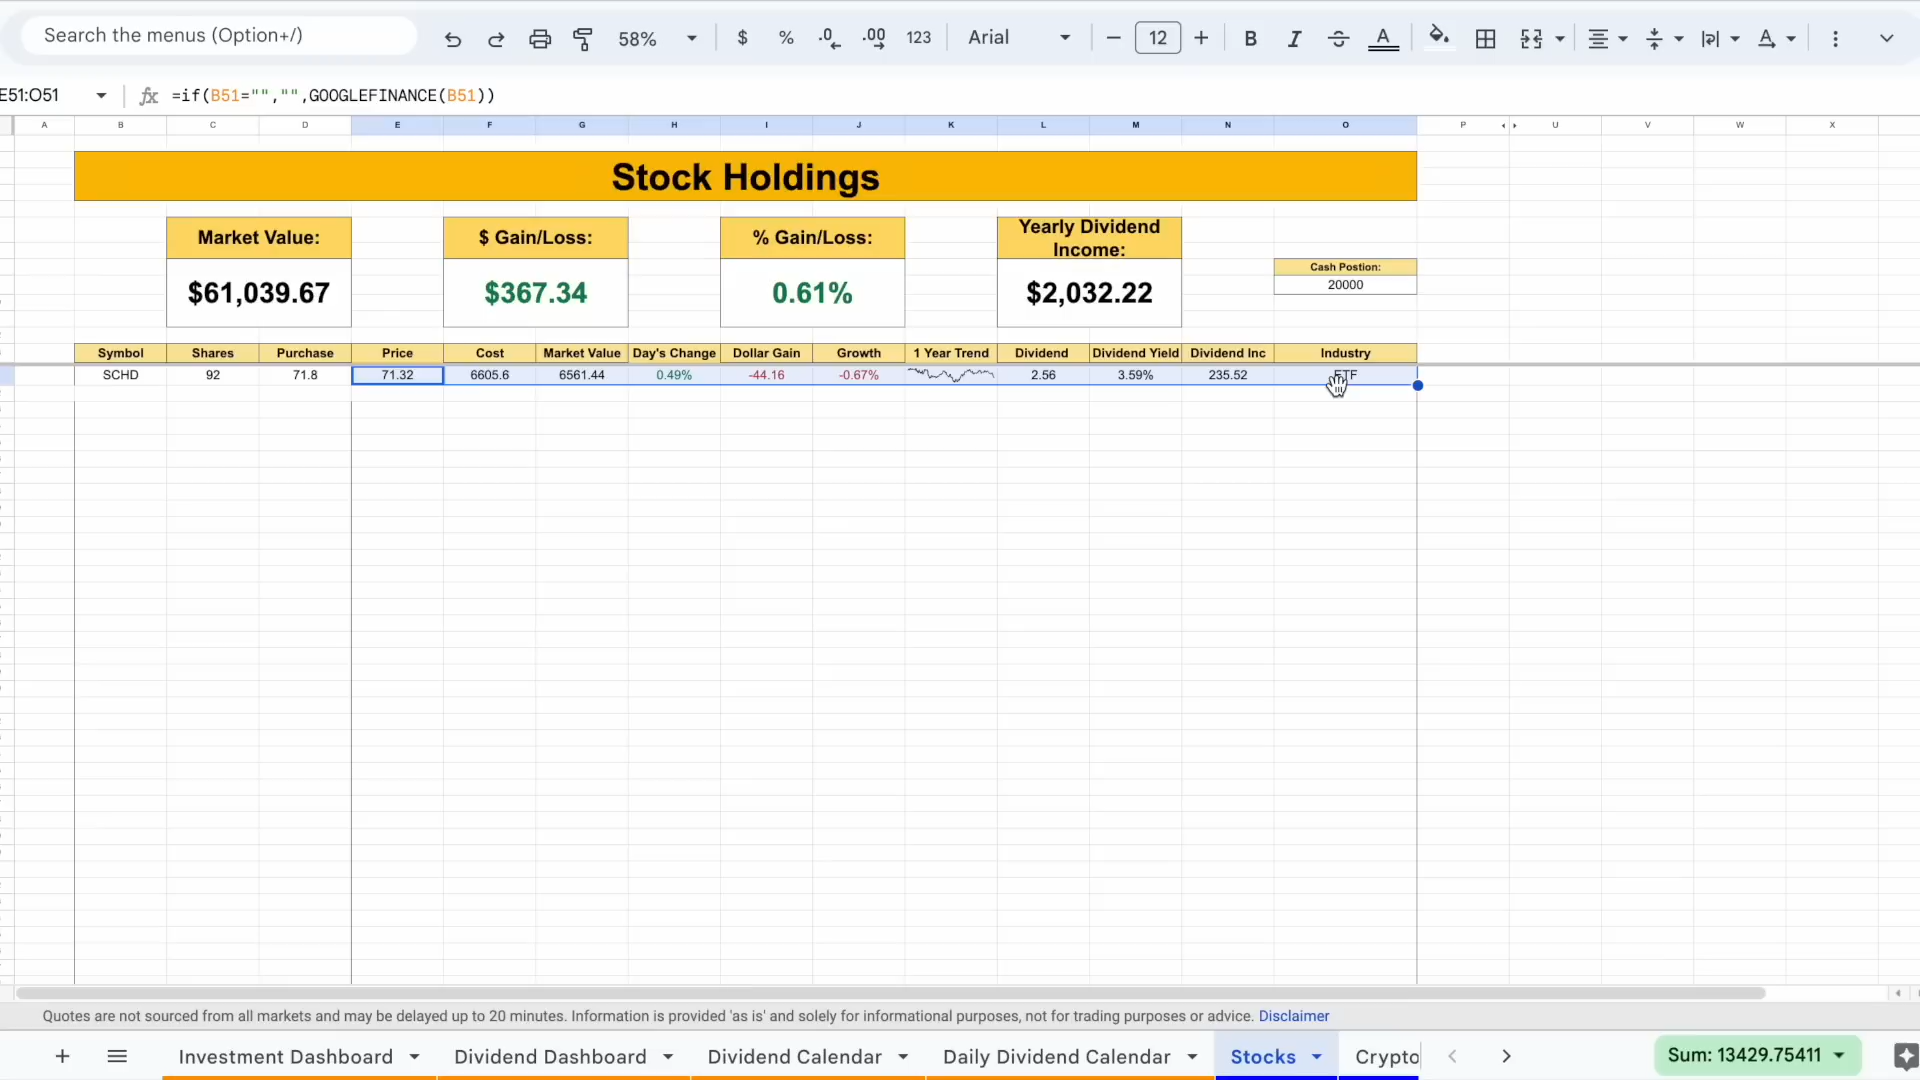 Search the menus (Option+/)
58%
$ % .0 .00 123
Arial
12
B I S A
E51:O51
fx =if(B51="","",GOOGLEFINANCE(B51))
A B C D E F G H I J K L M N O P U V W X
Stock Holdings
Market Value: $ Gain/Loss: % Gain/Loss: Yearly Dividend
Income:
$61,039.67 $367.34 0.61% $2,032.22
Cash Postion:
20000
Symbol Shares Purchase Price Cost Market Value Day's Change Dollar Gain Growth 1 Year Trend Dividend Dividend Yield Dividend Inc Industry
SCHD 92 71.8 71.32 6605.6 6561.44 0.49% -44.16 -0.67% 2.56 3.59% 235.52 ETF
Quotes are not sourced from all markets and may be delayed up to 20 minutes. Information is provided 'as is' and solely for informational purposes, not for trading purposes or advice. Disclaimer
Investment Dashboard Dividend Dashboard Dividend Calendar Daily Dividend Calendar Stocks Crypto
Sum: 13429.75411